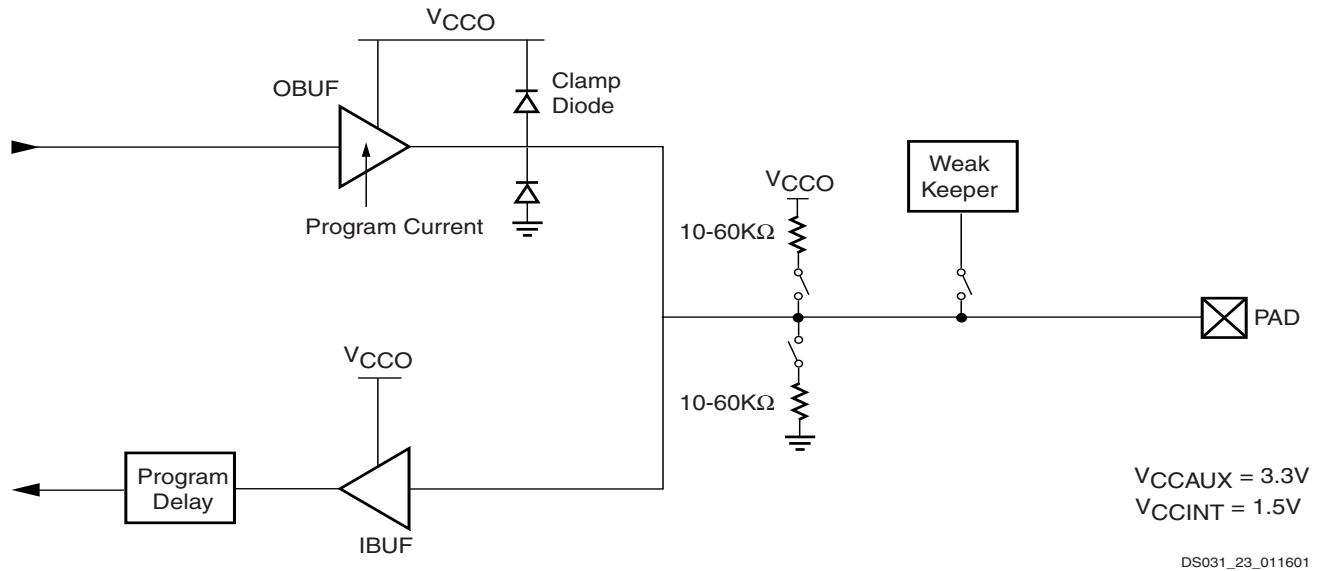 VCCO
OBUF
Clamp
Diode
Program Current
VCCO
10-60KΩ
Weak
Keeper
PAD
10-60KΩ
VCCO
Program
Delay
IBUF
VCCAUX = 3.3V
VCCINT = 1.5V
DS031_23_011601